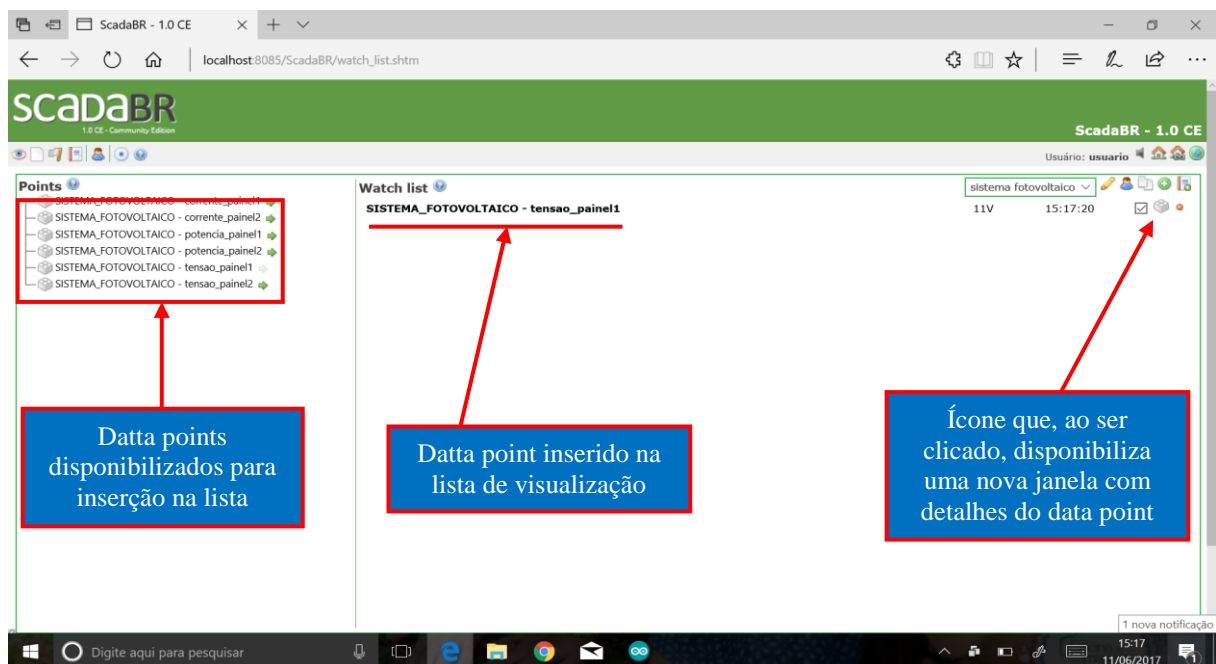 ScadaBR - 1.0 CE
localhost:8085/ScadaBR/watch_list.shtm
scadaBR
1.0 CE - Community Edition
ScadaBR - 1.0 CE
Usuário: usuario
Points
SISTEMA_FOTOVOLTAICO - corrente_painel1
SISTEMA_FOTOVOLTAICO - corrente_painel2
SISTEMA_FOTOVOLTAICO - potencia_painel1
SISTEMA_FOTOVOLTAICO - potencia_painel2
SISTEMA_FOTOVOLTAICO - tensao_painel1
SISTEMA_FOTOVOLTAICO - tensao_painel2
Watch list
sistema fotovoltaico
SISTEMA_FOTOVOLTAICO - tensao_painel1 11V 15:17:20
Datta points
disponibilizados para
inserção na lista
Datta point inserido na
lista de visualização
Ícone que, ao ser
clicado, disponibiliza
uma nova janela com
detalhes do data point
1 nova notificação
Digite aqui para pesquisar
15:17
11/06/2017
1